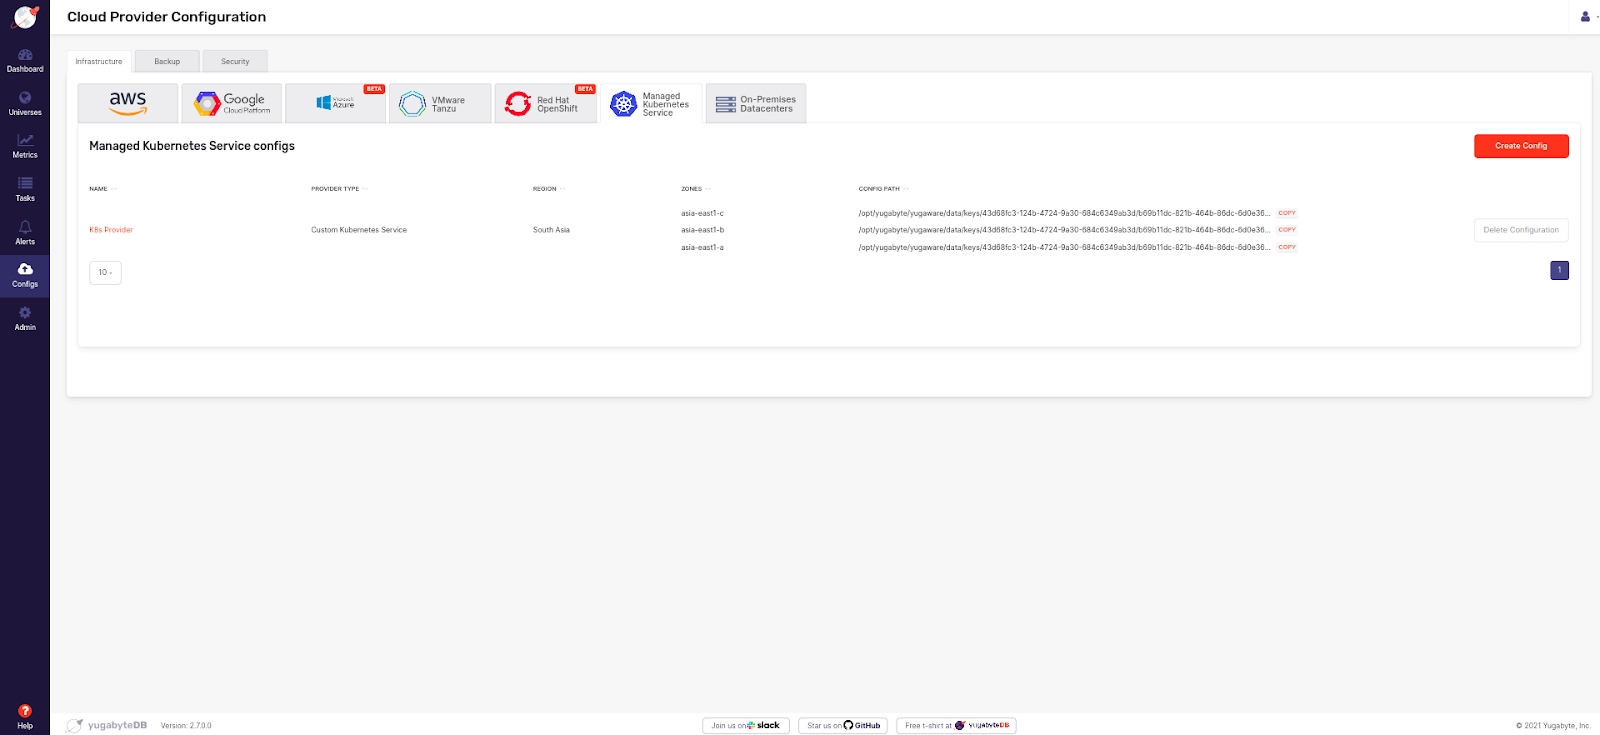 Cloud Provider Configuration
Dashboard
Universes
Metrics
Tasks
Alerts
Configs
Admin
Help
Infrastructure
Backup
Security
aws
Google
Cloud Platform
Microsoft
Azure
BETA
VMware
Tanzu
Red Hat
OpenShift
BETA
Managed
Kubernetes
Service
On-Premises
Datacenters
Managed Kubernetes Service configs
Create Config
NAME PROVIDER TYPE REGION ZONES CONFIG PATH
asia-east1-c /opt/yugabyte/yugaware/data/keys/43d68fc3-124b-4724-9a30-684c6349ab3d/b69b11dc-821b-464b-86dc-6d0e36... COPY
K8s Provider Custom Kubernetes Service South Asia asia-east1-b /opt/yugabyte/yugaware/data/keys/43d68fc3-124b-4724-9a30-684c6349ab3d/b69b11dc-821b-464b-86dc-6d0e36... COPY Delete Configuration
asia-east1-a /opt/yugabyte/yugaware/data/keys/43d68fc3-124b-4724-9a30-684c6349ab3d/b69b11dc-821b-464b-86dc-6d0e36... COPY
10
1
yugabyteDB Version: 2.7.0.0
Join us on slack
Star us on GitHub
Free t-shirt at yugabyteDB
© 2021 Yugabyte, Inc.